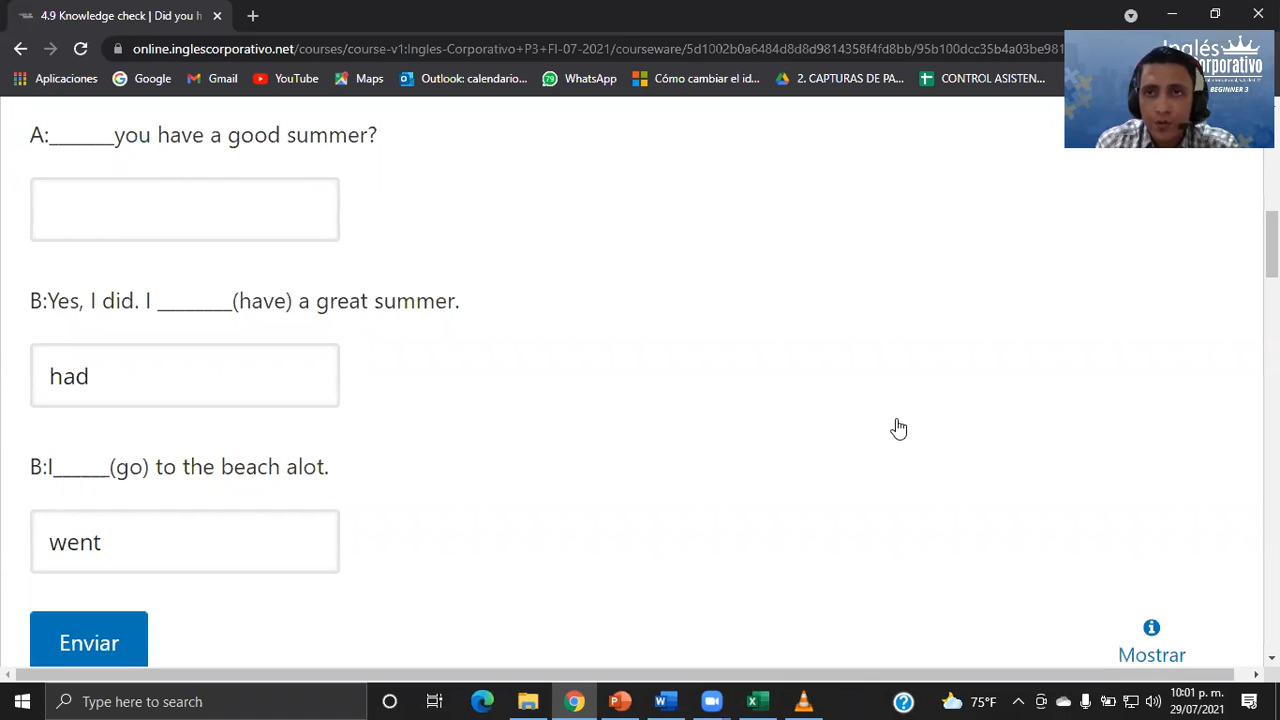 4.9 Knowledge check | Did you h
online.inglescorporativo.net/courses/course-v1:Ingles-Corporativo+P3+FI-07-2021/courseware/5d1002b0a6484d8d8d9814358f4fd8bb/95b100dcc35b4a03be981
Aplicaciones Google Gmail YouTube Maps Outlook: calendario... WhatsApp Cómo cambiar el id... 2. CAPTURAS DE PA... CONTROL ASISTEN...
Inglés
corporativo
BEGINNER 3
A:_______you have a good summer?
B:Yes, I did. I ________(have) a great summer.
had
B:I______(go) to the beach alot.
went
Enviar
Mostrar
Type here to search
75°F
10:01 p. m.
29/07/2021